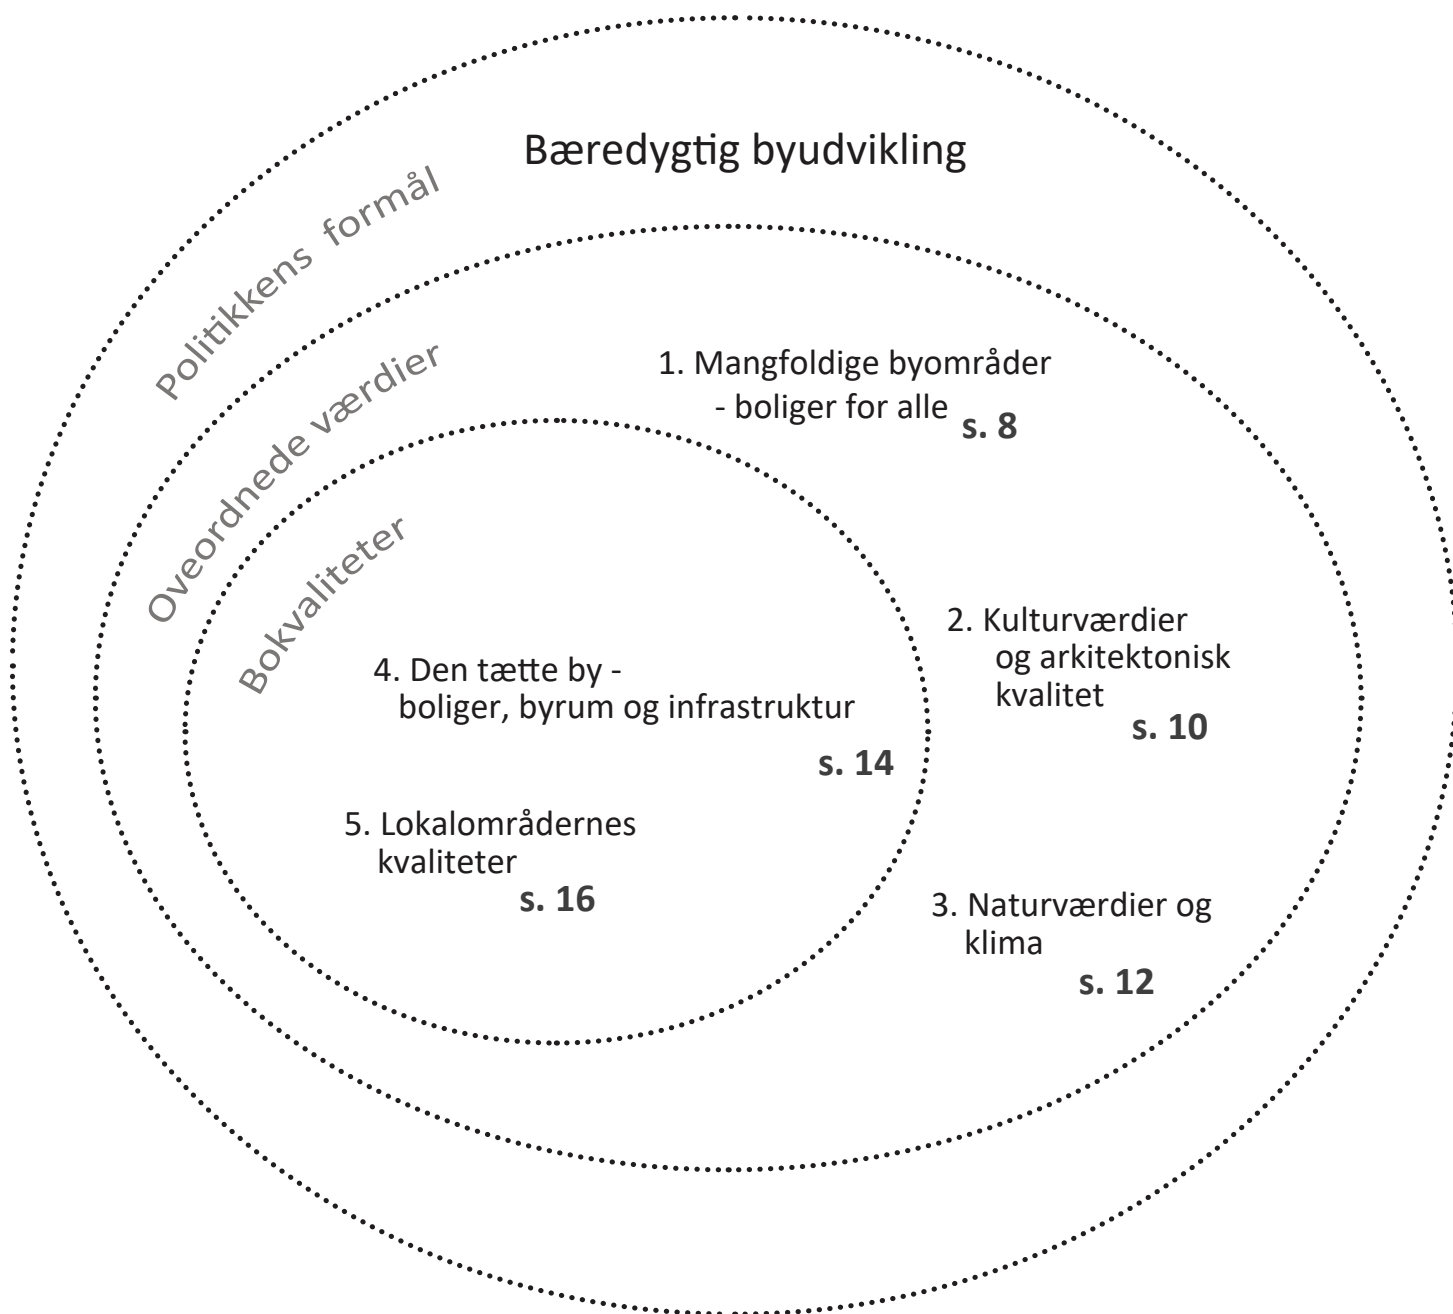 Bæredygtig byudvikling
Politikkens formål
Oveordnede værdier
Bokvaliteter
1. Mangfoldige byområder
- boliger for alle
s. 8
2. Kulturværdier
og arkitektonisk
kvalitet
s. 10
3. Naturværdier og
klima
s. 12
4. Den tætte by -
boliger, byrum og infrastruktur
s. 14
5. Lokalområdernes
kvaliteter
s. 16